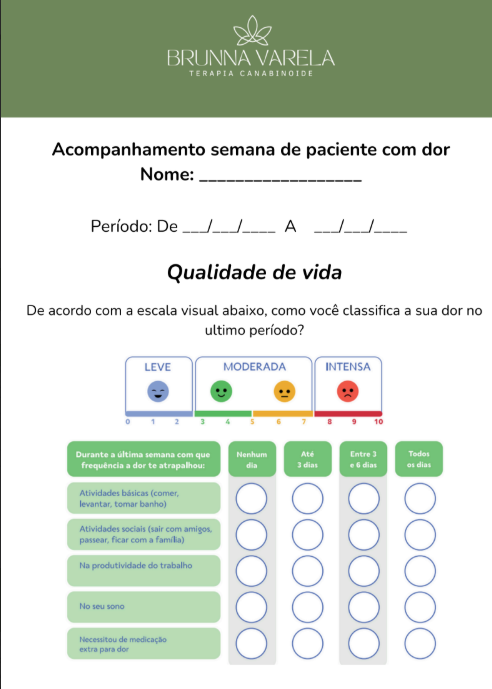 BRUNNA VARELA
TERAPIA CANABINOIDE
Acompanhamento semana de paciente com dor
Nome: __________________
Período: De ___/___/____ A ___/___/____
Qualidade de vida
De acordo com a escala visual abaixo, como você classifica a sua dor no
ultimo período?
LEVE MODERADA INTENSA
0 1 2 3 4 5 6 7 8 9 10
Durante a última semana com que
frequência a dor te atrapalhou:
Nenhum
dia
Até
3 dias
Entre 3
e 6 dias
Todos
os dias
Atividades básicas (comer,
levantar, tomar banho)
Atividades sociais (sair com amigos,
passear, ficar com a família)
Na produtividade do trabalho
No seu sono
Necessitou de medicação
extra para dor